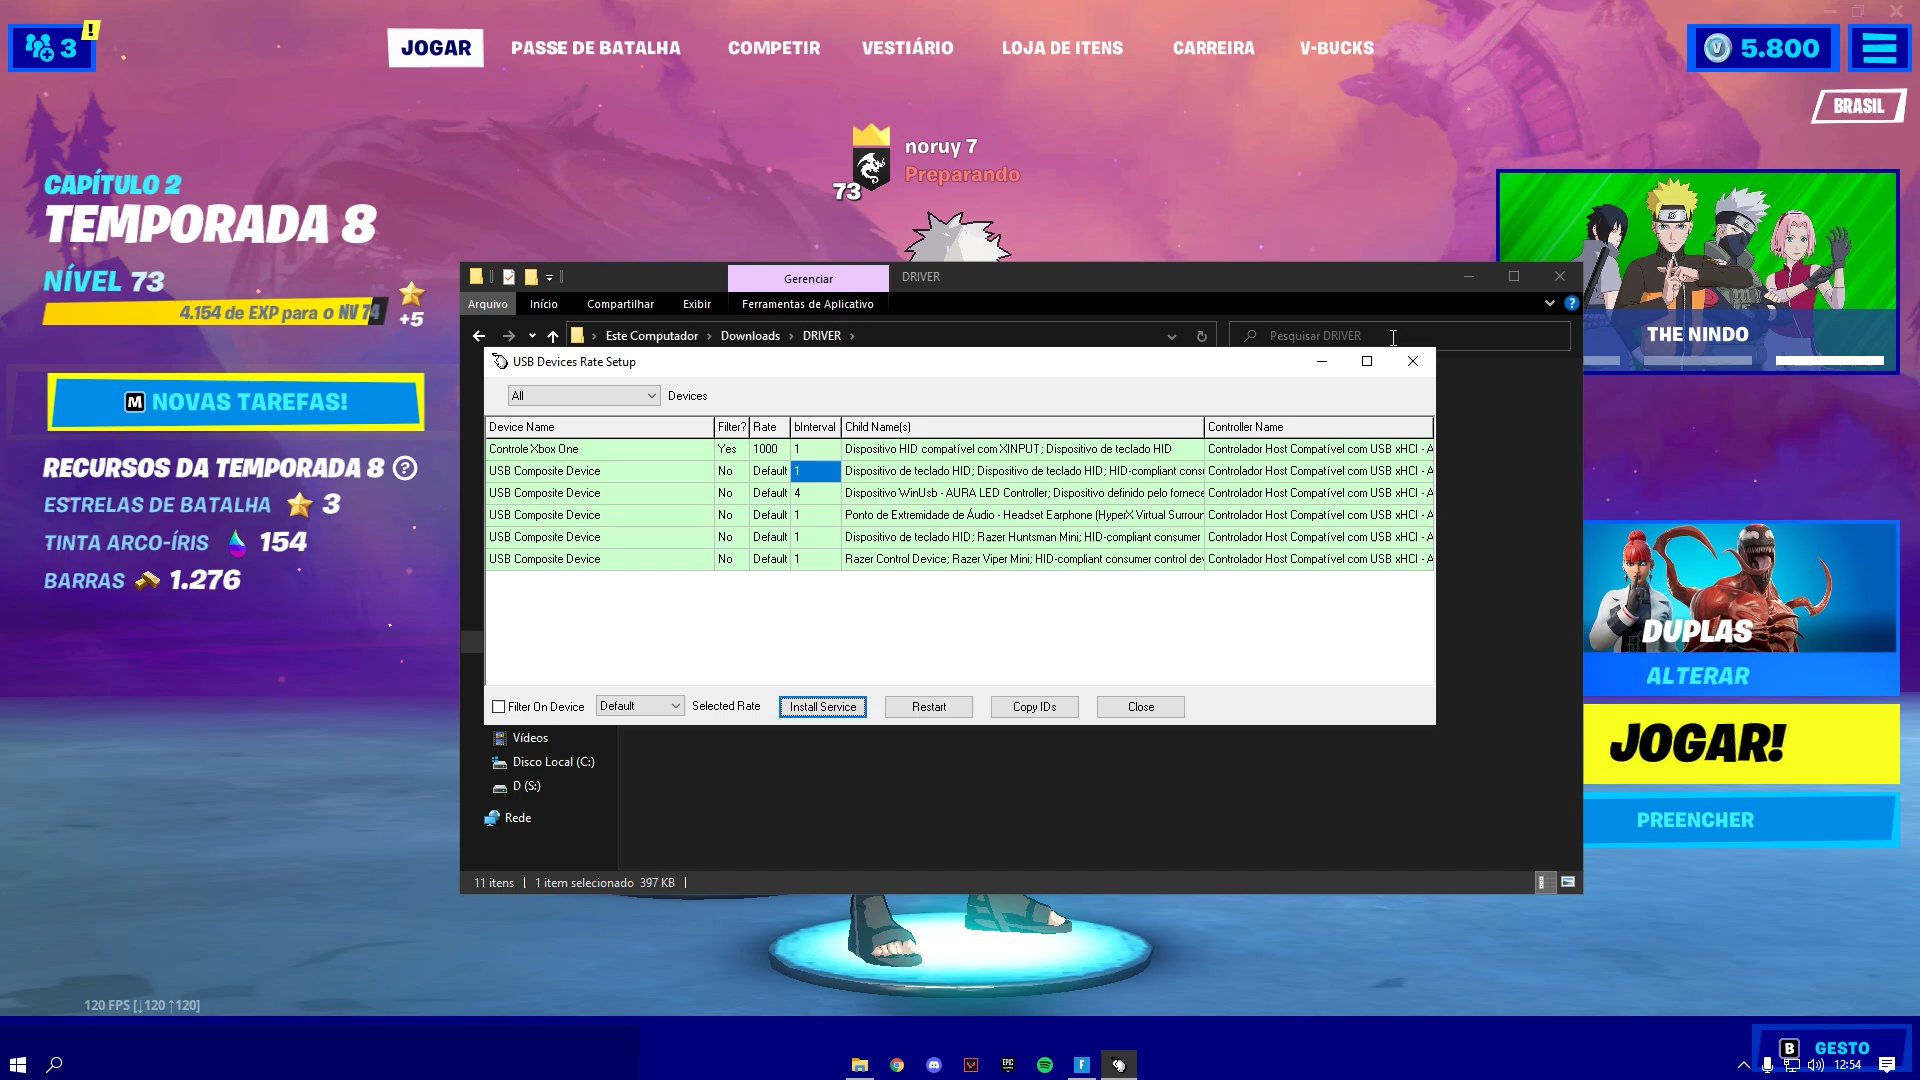 3
!
JOGAR
PASSE DE BATALHA
COMPETIR
VESTIÁRIO
LOJA DE ITENS
CARREIRA
V-BUCKS
5.800
BRASIL
noruy 7
Preparando
73
CAPÍTULO 2
TEMPORADA 8
NÍVEL 73
4.154 de EXP para o NV 74
+5
M NOVAS TAREFAS!
RECURSOS DA TEMPORADA 8 ?
ESTRELAS DE BATALHA 3
TINTA ARCO-ÍRIS 154
BARRAS 1.276
THE NINDO
DUPLAS
ALTERAR
JOGAR!
PREENCHER
Gerenciar
DRIVER
Arquivo
Início
Compartilhar
Exibir
Ferramentas de Aplicativo
Este Computador > Downloads > DRIVER >
Pesquisar DRIVER
USB Devices Rate Setup
All
Devices
Device Name Filter? Rate bInterval Child Name(s) Controller Name
Controle Xbox One Yes 1000 1 Dispositivo HID compatível com XINPUT; Dispositivo de teclado HID Controlador Host Compatível com USB xHCI - A
USB Composite Device No Default 1 Dispositivo de teclado HID; Dispositivo de teclado HID; HID-compliant cons Controlador Host Compatível com USB xHCI - A
USB Composite Device No Default 4 Dispositivo WinUsb - AURA LED Controller; Dispositivo definido pelo fornece Controlador Host Compatível com USB xHCI - A
USB Composite Device No Default 1 Ponto de Extremidade de Áudio - Headset Earphone (HyperX Virtual Surrour Controlador Host Compatível com USB xHCI - A
USB Composite Device No Default 1 Dispositivo de teclado HID; Razer Huntsman Mini; HID-compliant consumer Controlador Host Compatível com USB xHCI - A
USB Composite Device No Default 1 Razer Control Device; Razer Viper Mini; HID-compliant consumer control de Controlador Host Compatível com USB xHCI - A
Filter On Device
Default
Selected Rate
Install Service
Restart
Copy IDs
Close
Vídeos
Disco Local (C:)
D (S:)
Rede
11 itens
1 item selecionado 397 KB
120 FPS [↓120 ↑120]
B GESTO
12:54